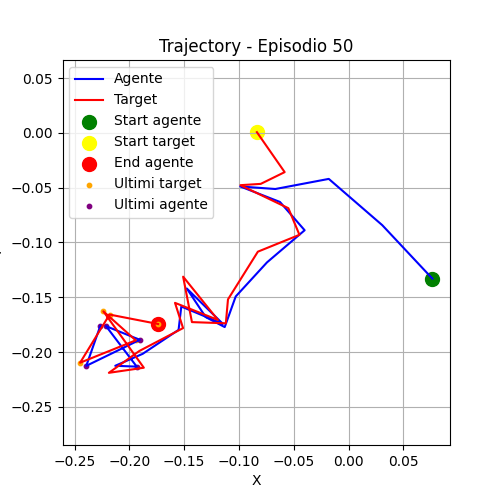 Trajectory - Episodio 50
Agente
Target
Start agente
Start target
End agente
Ultimi target
Ultimi agente
0.05
0.00
−0.05
−0.10
−0.15
−0.20
−0.25
−0.25 −0.20 −0.15 −0.10 −0.05 0.00 0.05
X